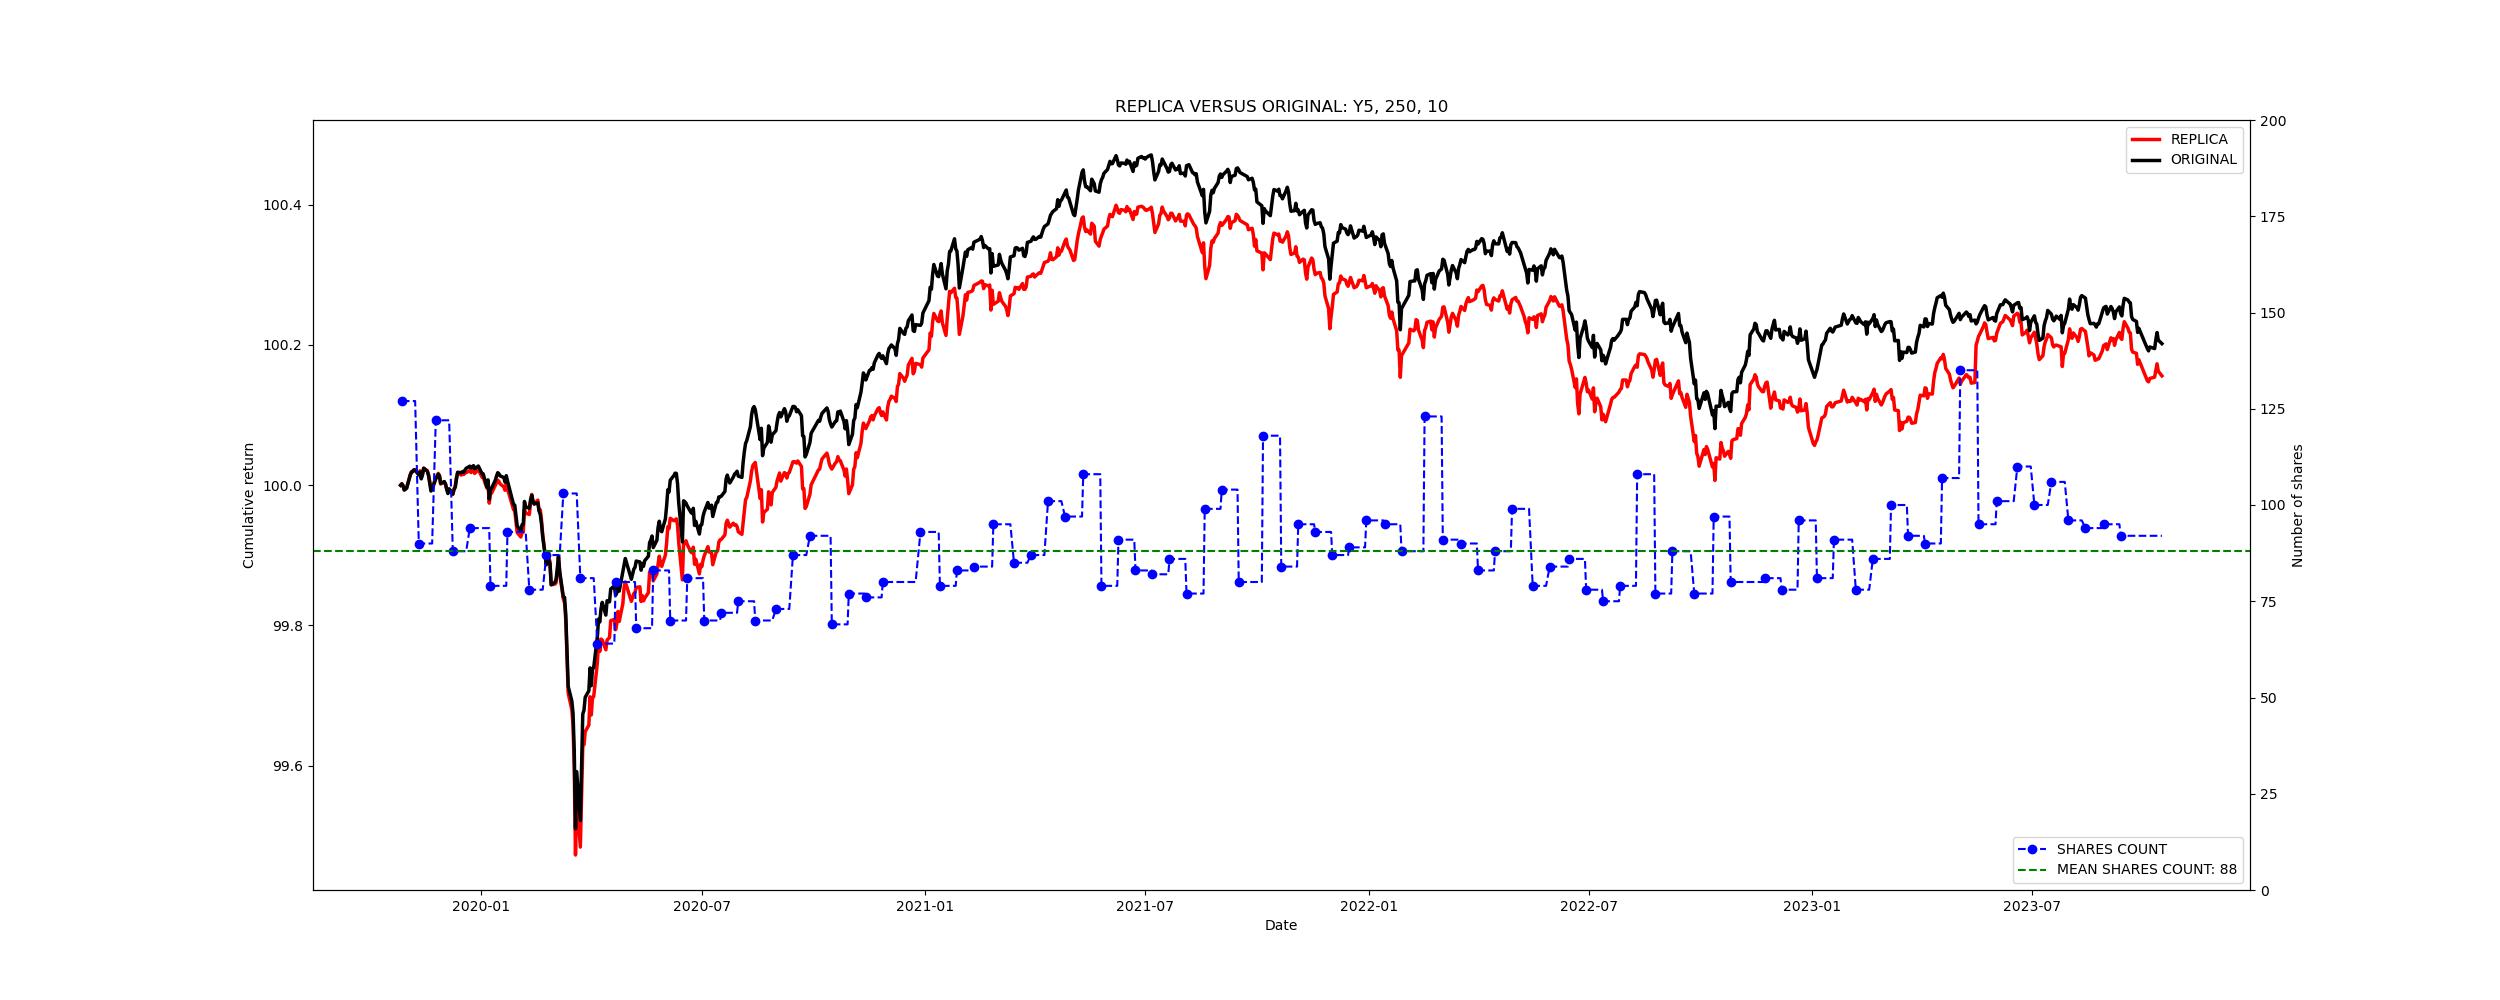 REPLICA VERSUS ORIGINAL: Y5, 250, 10
REPLICA
ORIGINAL
Cumulative return
100.4
100.2
100.0
99.8
99.6
200
175
150
125
100
75
50
25
0
Number of shares
SHARES COUNT
MEAN SHARES COUNT: 88
2020-01 2020-07 2021-01 2021-07 2022-01 2022-07 2023-01 2023-07
Date